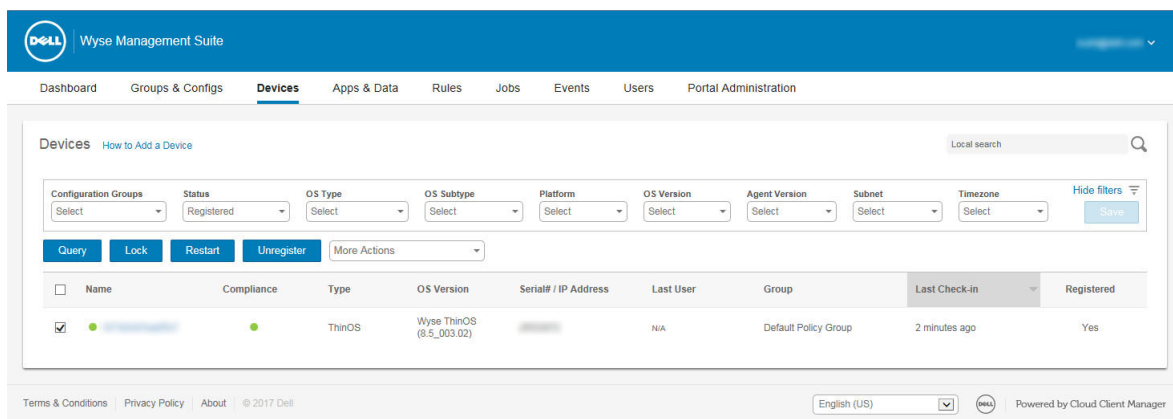 DELL Wyse Management Suite
Dashboard Groups & Configs Devices Apps & Data Rules Jobs Events Users Portal Administration
Devices How to Add a Device Local search
Configuration Groups Status OS Type OS Subtype Platform OS Version Agent Version Subnet Timezone Hide filters
Select Registered Select Select Select Select Select Select Select Save
Query Lock Restart Unregister More Actions
Name Compliance Type OS Version Serial# / IP Address Last User Group Last Check-in Registered
ThinOS Wyse ThinOS N/A Default Policy Group 2 minutes ago Yes
(8.5_003.02)
Terms & Conditions Privacy Policy About © 2017 Dell English (US) DELL Powered by Cloud Client Manager